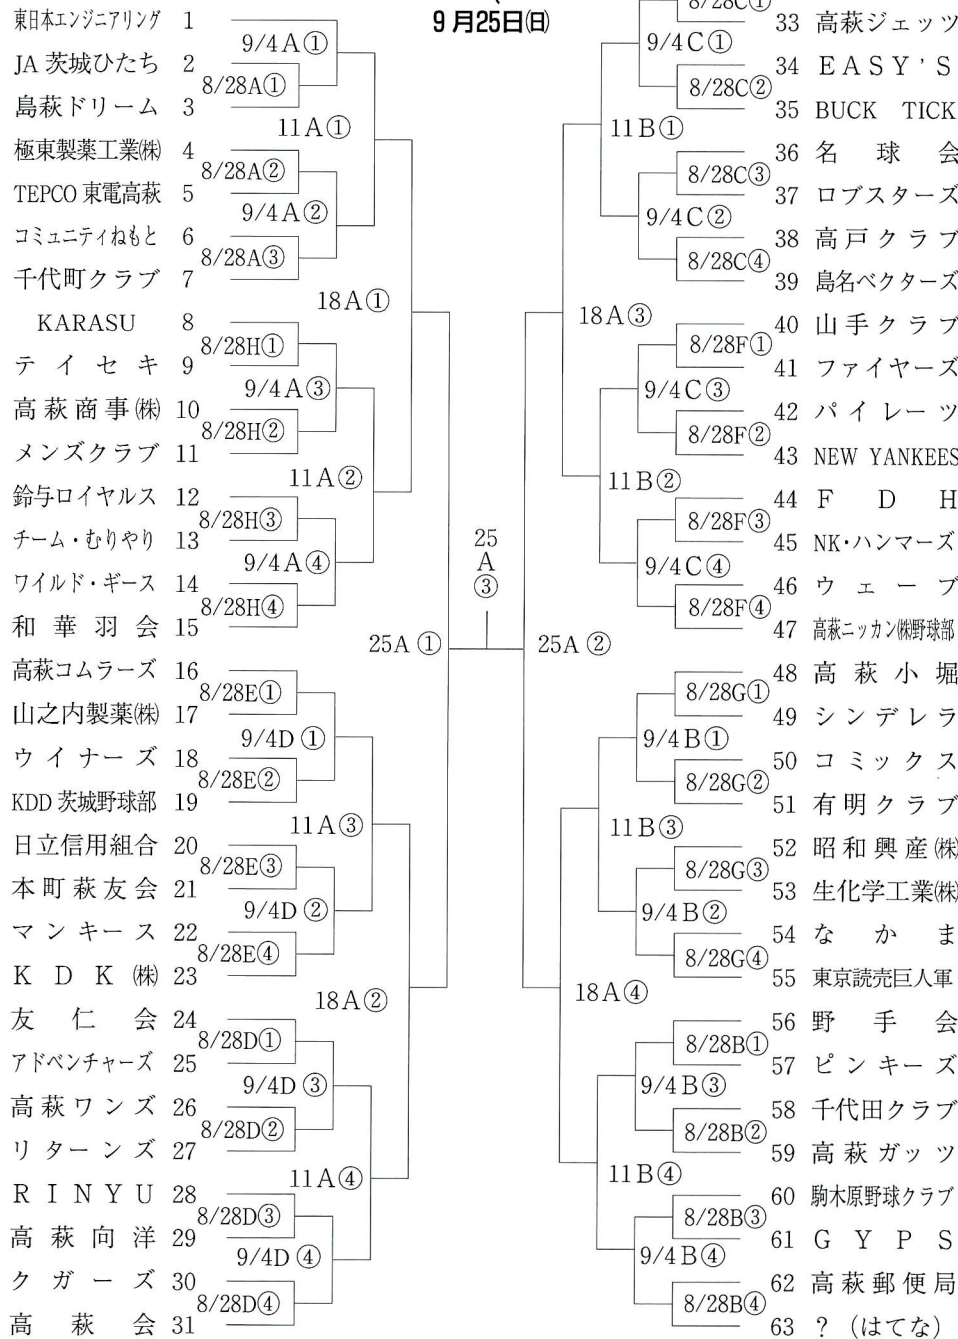 9月25日(日)
東日本エンジニアリング 1
9/4A①
JA茨城ひたち 2
8/28A①
島萩ドリーム 3
11A①
極東製薬工業㈱ 4
8/28A②
TEPCO東電高萩 5
9/4A②
コミュニティねもと 6
8/28A③
千代町クラブ 7
18A①
KARASU 8
8/28H①
テイセキ 9
9/4A③
高萩商事㈱ 10
8/28H②
メンズクラブ 11
11A②
鈴与ロイヤルス 12
8/28H③
チーム・むりやり 13
9/4A④
ワイルド・ギース 14
8/28H④
和華羽会 15
25A①
高萩コムラーズ 16
8/28E①
山之内製薬㈱ 17
9/4D①
ウイナーズ 18
8/28E②
KDD茨城野球部 19
11A③
日立信用組合 20
8/28E③
本町萩友会 21
9/4D②
マンキース 22
8/28E④
KDK㈱ 23
18A②
友仁会 24
8/28D①
アドベンチャーズ 25
9/4D③
高萩ワンズ 26
8/28D②
リターンズ 27
11A④
RINYU 28
8/28D③
高萩向洋 29
9/4D④
クガーズ 30
8/28D④
高萩会 31
25
A
③
8/28C①
33 高萩ジェッツ
9/4C①
34 EASY'S
8/28C②
35 BUCK TICK
11B①
36 名球会
8/28C③
37 ロブスターズ
9/4C②
38 高戸クラブ
8/28C④
39 島名ベクターズ
18A③
40 山手クラブ
8/28F①
41 ファイヤーズ
9/4C③
42 パイレーツ
8/28F②
43 NEW YANKEES
11B②
44 FDH
8/28F③
45 NK・ハンマーズ
9/4C④
46 ウェーブ
8/28F④
47 高萩ニッカン㈱野球部
25A②
48 高萩小堀
8/28G①
49 シンデレラ
9/4B①
50 コミックス
8/28G②
51 有明クラブ
11B③
52 昭和興産㈱
8/28G③
53 生化学工業㈱
9/4B②
54 なかま
8/28G④
55 東京読売巨人軍
18A④
56 野手会
8/28B①
57 ピンキーズ
9/4B③
58 千代田クラブ
8/28B②
59 高萩ガッツ
11B④
60 駒木原野球クラブ
8/28B③
61 GYPS
9/4B④
62 高萩郵便局
8/28B④
63 ?(はてな)